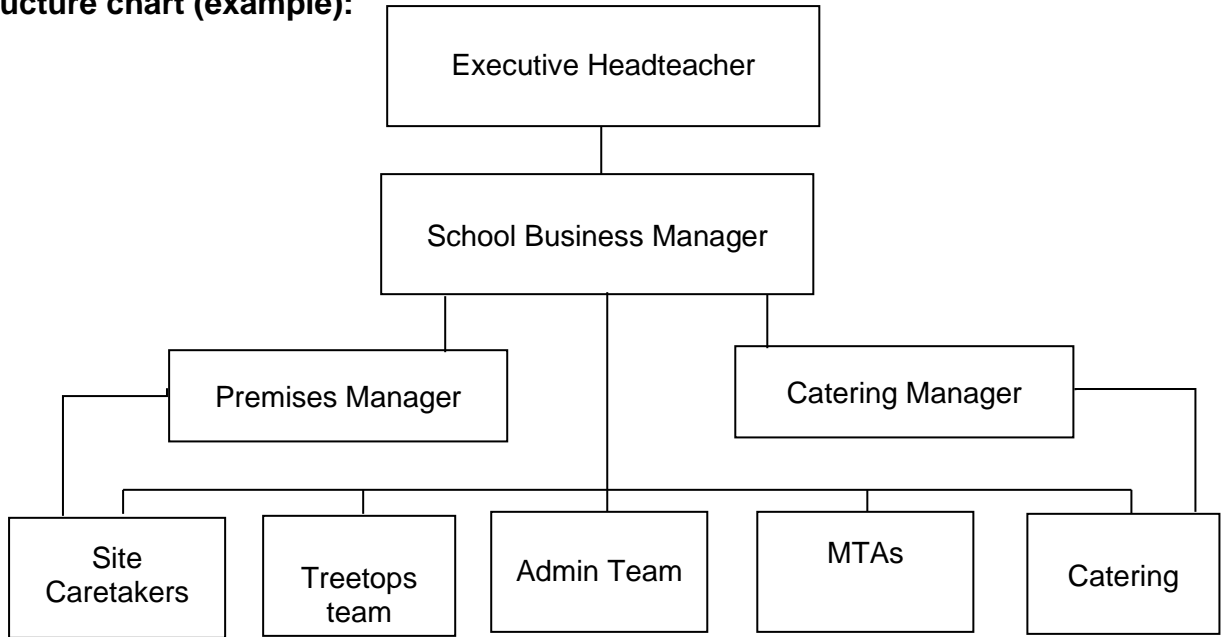 ucture chart (example):
Executive Headteacher
School Business Manager
Premises Manager
Catering Manager
Site
Caretakers
Treetops
team
Admin Team
MTAs
Catering